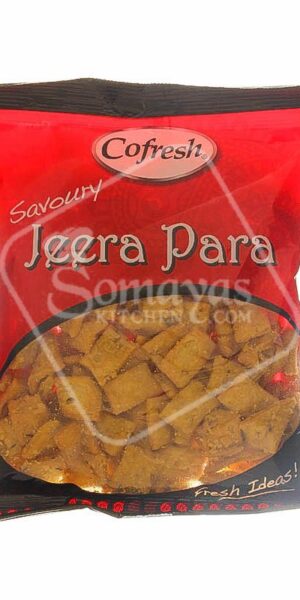 Cofresh®
Savoury
Jeera Para
Somayas
KITCHEN.COM
Fresh Ideas!